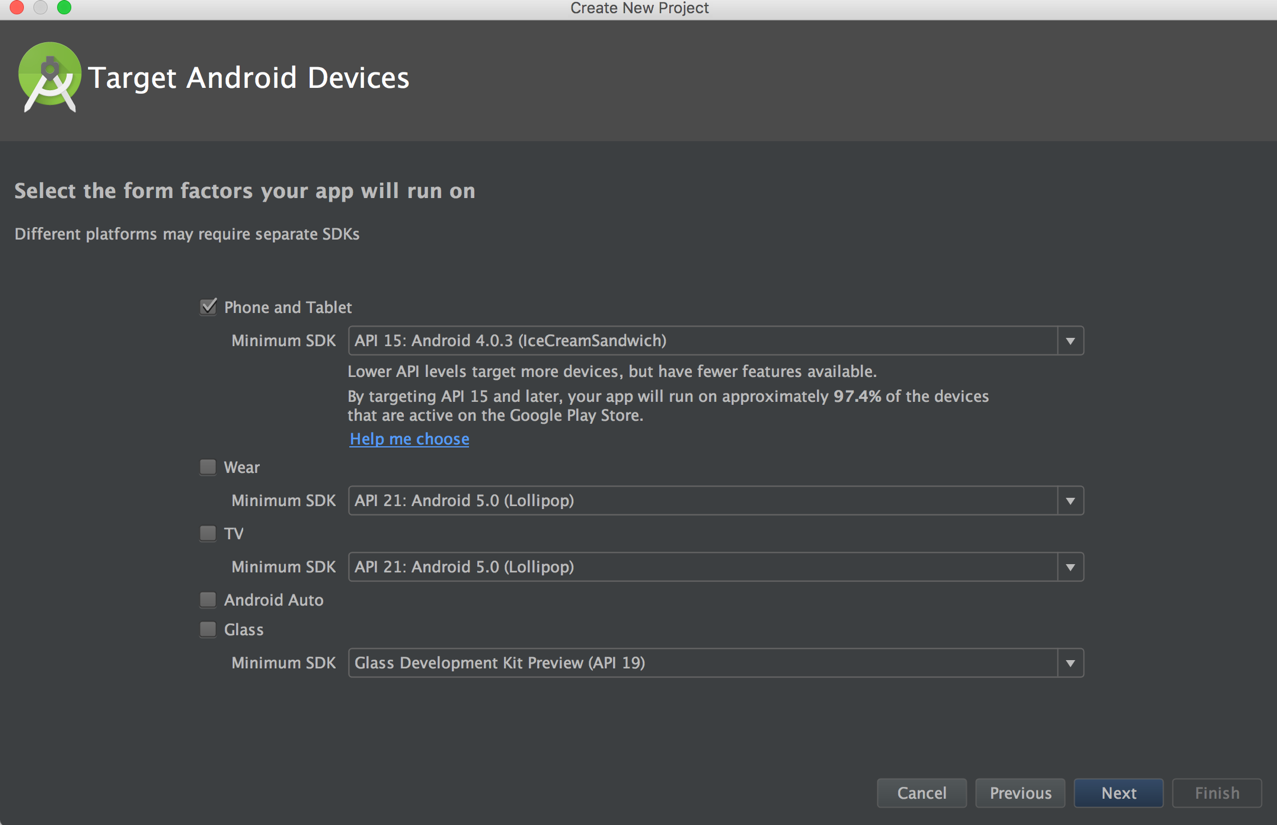 Create New Project
Target Android Devices
Select the form factors your app will run on
Different platforms may require separate SDKs
Phone and Tablet
Minimum SDK API 15: Android 4.0.3 (IceCreamSandwich)
Lower API levels target more devices, but have fewer features available.
By targeting API 15 and later, your app will run on approximately 97.4% of the devices
that are active on the Google Play Store.
Help me choose
Wear
Minimum SDK API 21: Android 5.0 (Lollipop)
TV
Minimum SDK API 21: Android 5.0 (Lollipop)
Android Auto
Glass
Minimum SDK Glass Development Kit Preview (API 19)
Cancel Previous Next Finish